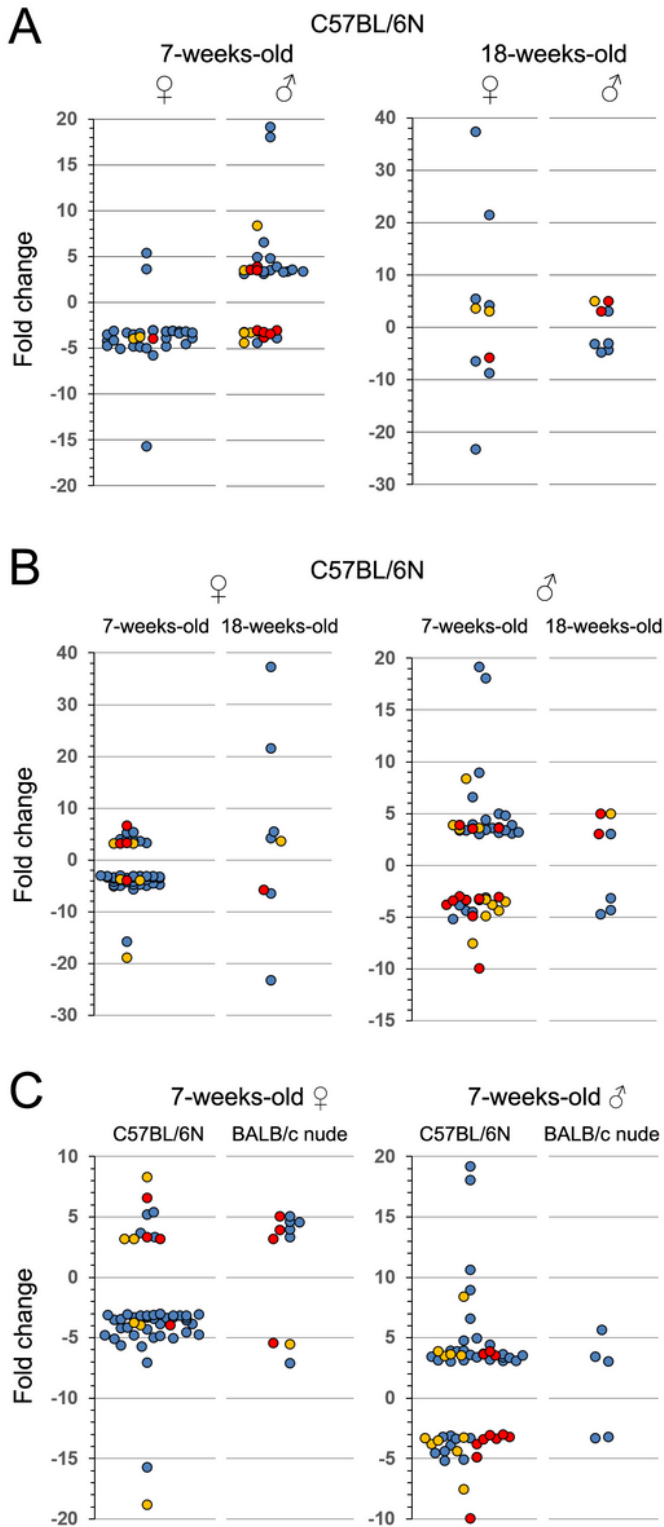 A
C57BL/6N
7-weeks-old 18-weeks-old
♀ ♂ ♀ ♂
Fold change
20 40
15 30
10 20
5 10
0 0
-5 -10
-10 -20
-15 -30
-20
B
C57BL/6N
♀ ♂
7-weeks-old 18-weeks-old 7-weeks-old 18-weeks-old
Fold change
40 20
30 15
20 10
10 5
0 0
-10 -5
-20 -10
-30 -15
C
7-weeks-old ♀ 7-weeks-old ♂
C57BL/6N BALB/c nude C57BL/6N BALB/c nude
Fold change
10 20
5 15
0 10
-5 5
-10 0
-15 -5
-20 -10